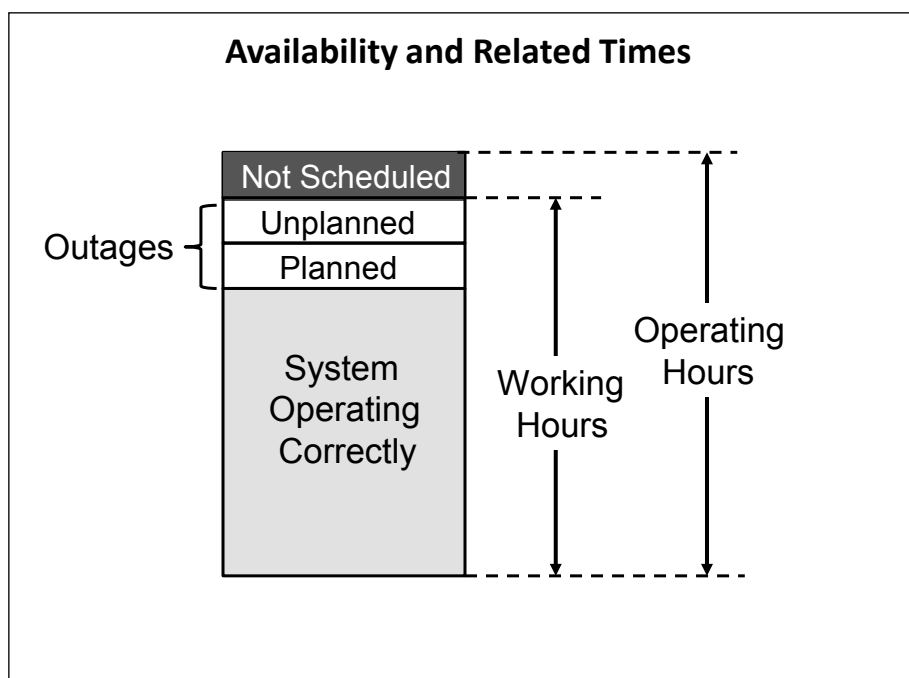 Availability and Related Times
Not Scheduled
Unplanned
Outages
Planned
System
Operating
Correctly
Working
Hours
Operating
Hours